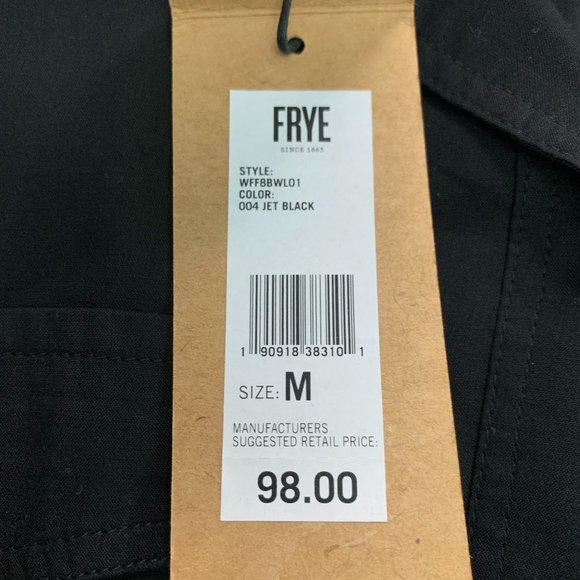 FRYE
SINCE 1863
STYLE:
WFF8BWL01
COLOR:
004 JET BLACK
1 90918 38310 1
SIZE: M
MANUFACTURERS
SUGGESTED RETAIL PRICE:
98.00